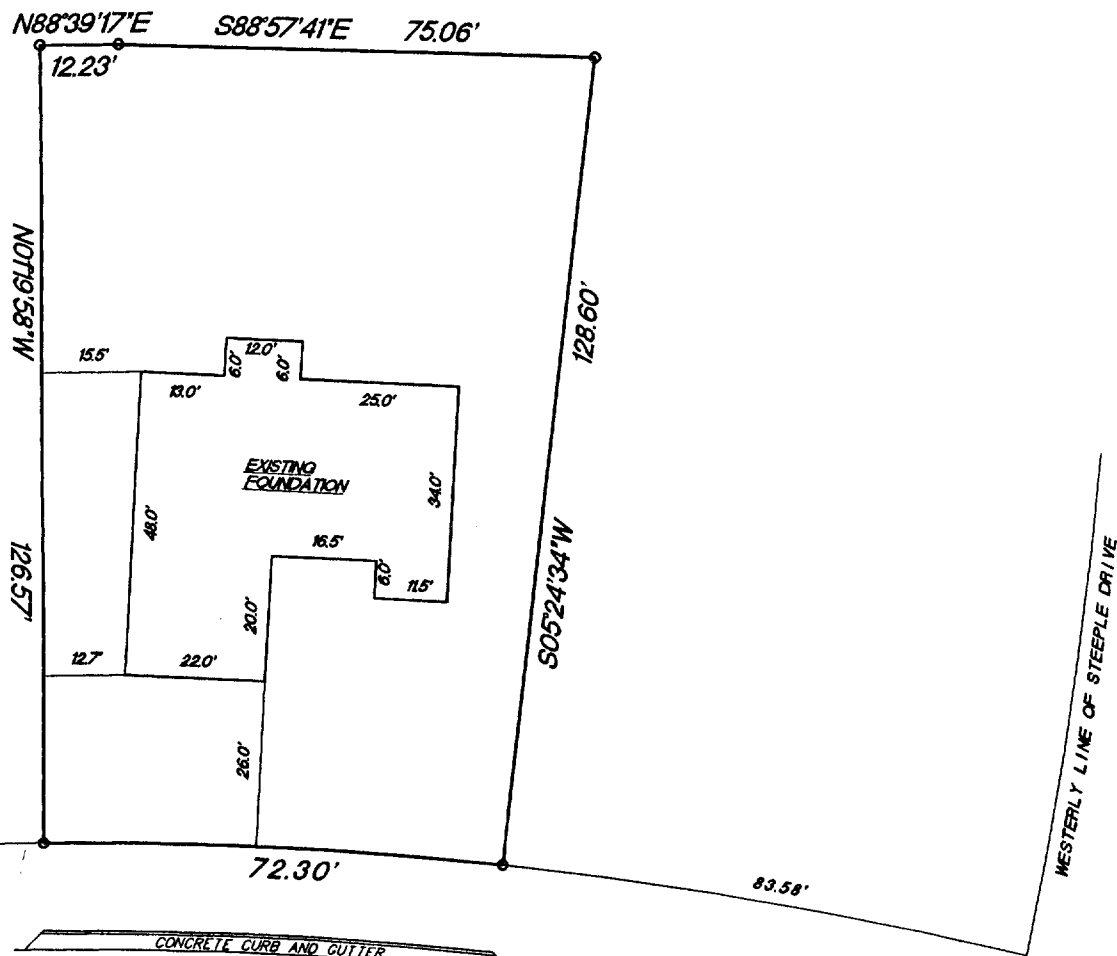 N88°39'17"E S88°57'41"E 75.06'
12.23'
N01°19'58"W
126.57'
128.60'
S05°24'34"W
15.5'
12.0'
6.0'
6.0'
13.0'
25.0'
EXISTING
FOUNDATION
34.0'
48.0'
16.5'
6.0'
11.5'
20.0'
12.7'
22.0'
26.0'
72.30'
83.58'
WESTERLY LINE OF STEEPLE DRIVE
CONCRETE CURB AND GUTTER